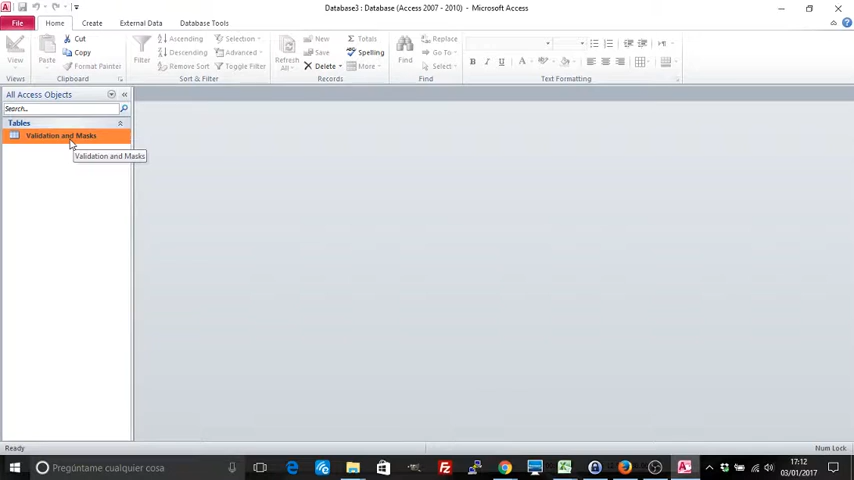 Database3 : Database (Access 2007 - 2010) - Microsoft Access
File Home Create External Data Database Tools
View
Views
Paste
Cut
Copy
Format Painter
Clipboard
Filter
Ascending
Descending
Remove Sort
Selection
Advanced
Toggle Filter
Sort & Filter
Refresh All
New
Save
Delete
Totals
Spelling
More
Records
Find
Replace
Go To
Select
Find
B I U A
Text Formatting
All Access Objects
Search...
Tables
Validation and Masks
Validation and Masks
Ready
Num Lock
Pregúntame cualquier cosa
17:12
03/01/2017